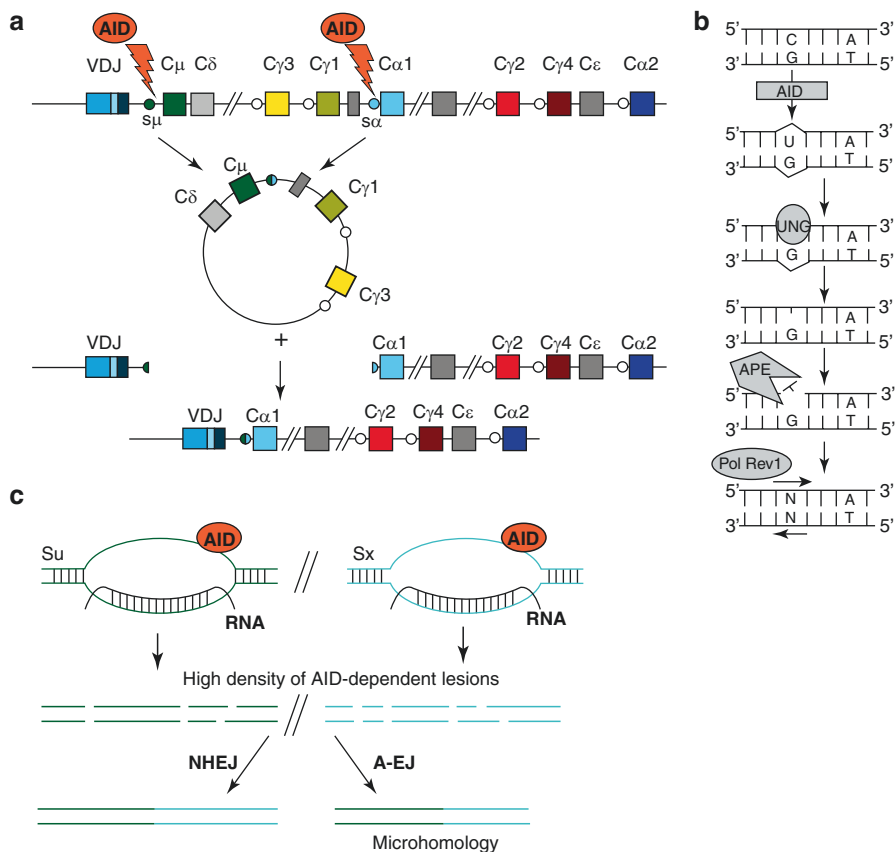 a
AID AID
VDJ Cμ Cδ Cγ3 Cγ1 Cα1 Cγ2 Cγ4 Cε Cα2
sμ sα
Cμ
Cδ Cγ1
Cγ3
+
VDJ Cα1 Cγ2 Cγ4 Cε Cα2
VDJ Cα1 Cγ2 Cγ4 Cε Cα2
b
5’ C A 3’
3’ G T 5’
AID
5’ U A 3’
3’ G T 5’
5’ UNG A 3’
3’ G T 5’
5’ A 3’
3’ G T 5’
APE
5’ A 3’
3’ G T 5’
Pol Rev1
5’ N A 3’
3’ N T 5’
c
AID AID
Su Sx
RNA RNA
High density of AID-dependent lesions
NHEJ A-EJ
Microhomology